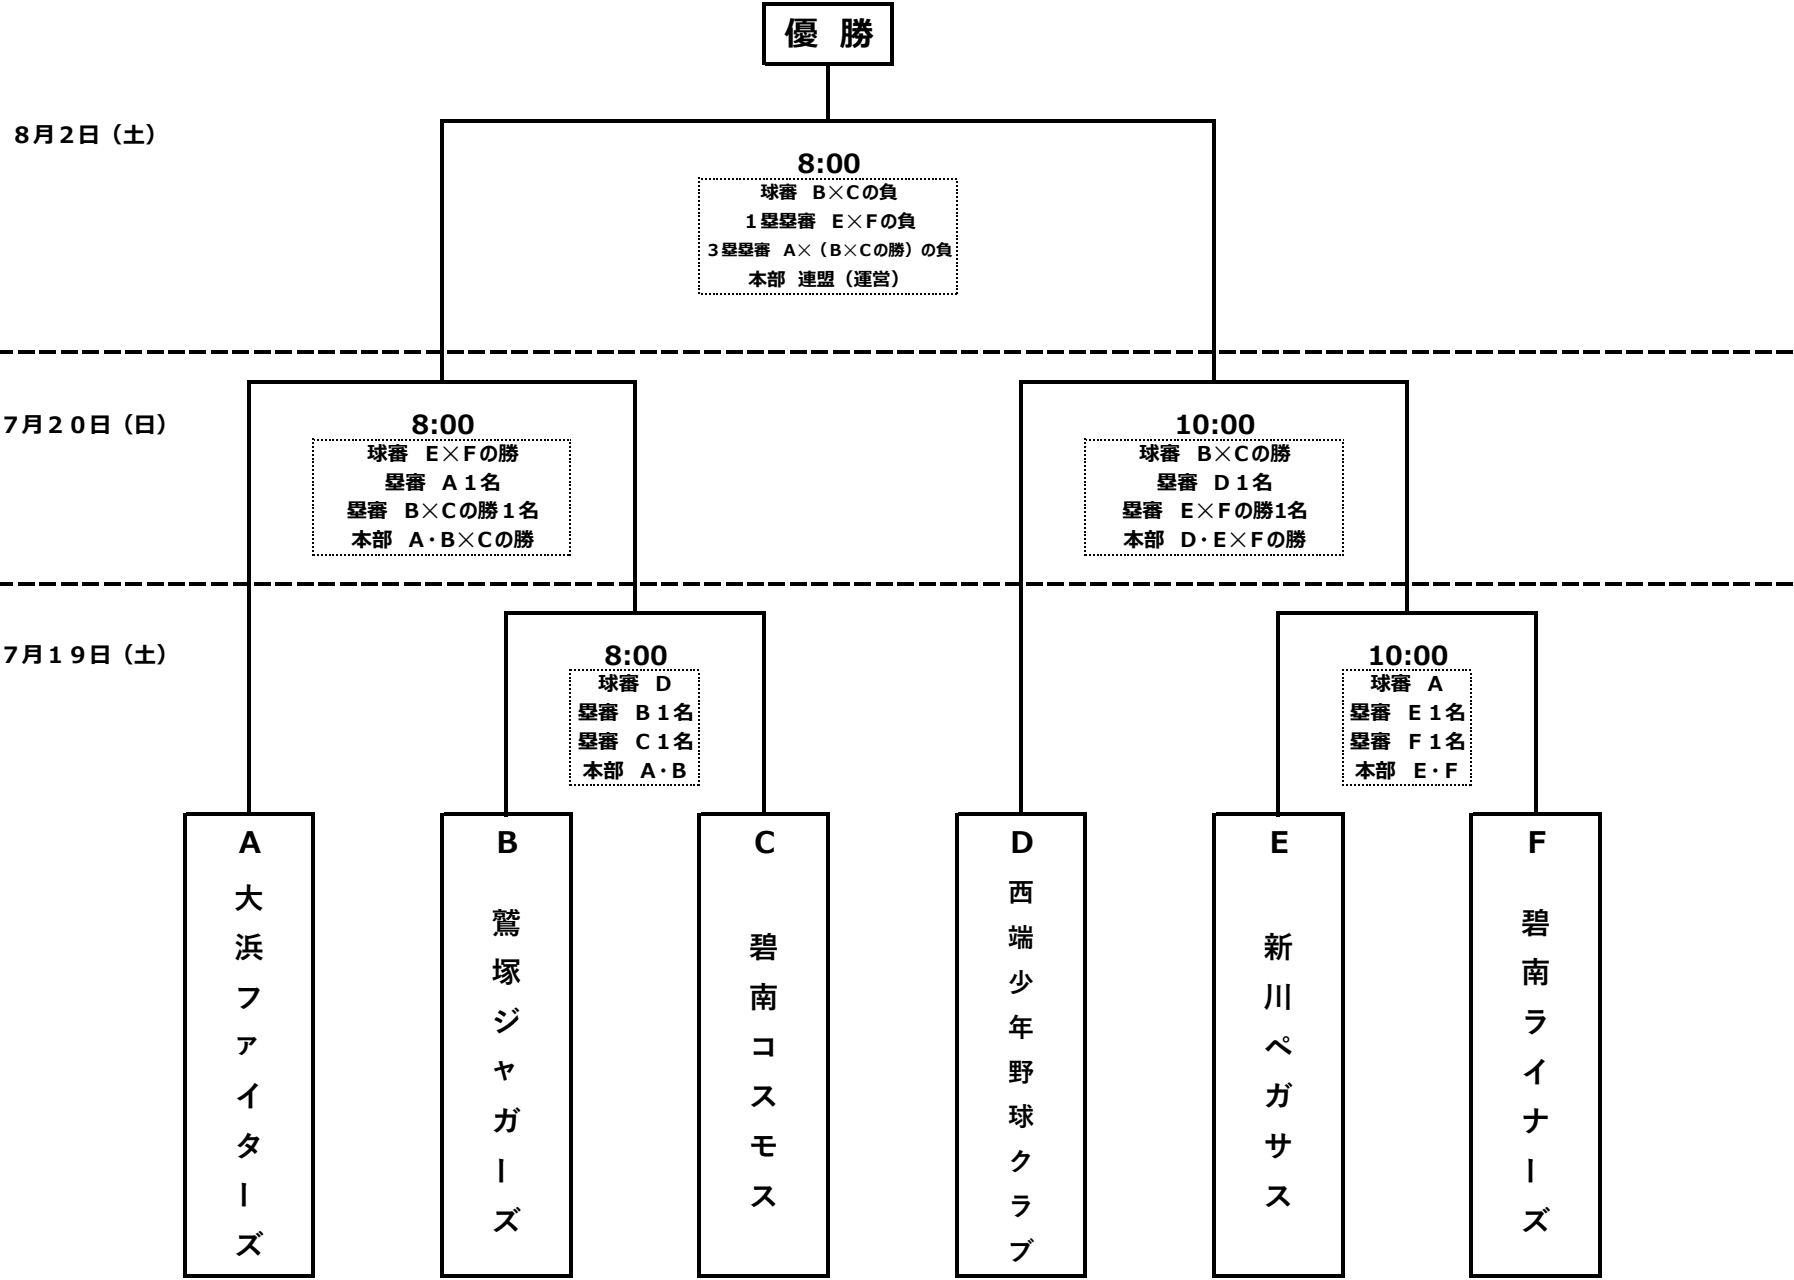 優 勝
８月２日（土）
8:00
球審 B×Cの負
１塁塁審 E×Fの負
３塁塁審 A×（B×Cの勝）の負
本部 連盟（運営）
７月２０日（日）
8:00
球審 E×Fの勝
塁審 A１名
塁審 B×Cの勝１名
本部 A・B×Cの勝
10:00
球審 B×Cの勝
塁審 D１名
塁審 E×Fの勝1名
本部 D・E×Fの勝
７月１９日（土）
8:00
球審 D
塁審 B１名
塁審 C１名
本部 A・B
10:00
球審 A
塁審 E１名
塁審 F１名
本部 E・F
A
大浜ファイターズ
B
鷲塚ジャガーズ
C
碧南コスモス
D
西端少年野球クラブ
E
新川ペガサス
F
碧南ライナーズ